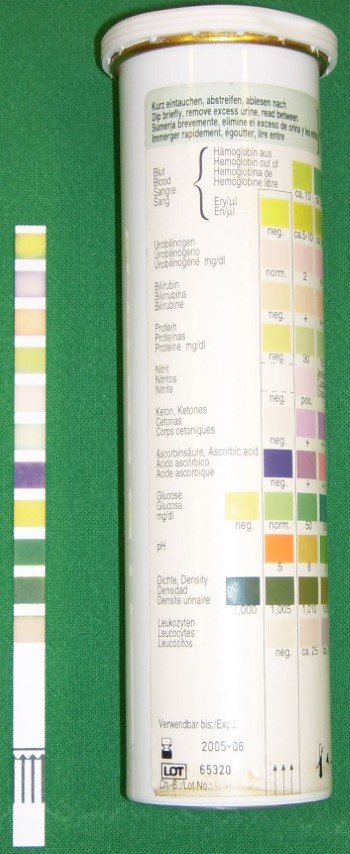 Kurz eintauchen, abstreifen, ablesen nach
Dip briefly, remove excess urine, read between
Sumerja brevemente, elimine el exceso de orina y lea entre
Immerger rapidement, égoutter, lire entre
Blut
Blood
Sangre
Sang
Hämoglobin aus
Hemoglobin out of
Hemoglobina de
Hemoglobine libre
ca. 10
Ery/µl
En/µl
neg. ca.5-10
Urobilinogen
Urobilinógeno
Urobilinogène mg/dl
norm. 2
Bilirubin
Bilirrubina
Bilirubine
neg. +
Protein
Proteinas
Protéine mg/dl
neg. 30
Nitrit
Nitritos
Nitrite
neg. pos.
Keton, Ketones
Cetonas
Corps cetoniques
neg. +
Ascorbinsäure, Ascorbic acid
Acido ascórbico
Acide ascorbique
neg. +
Glucose
Glucosa
mg/dl
neg. norm. 50
pH
5 6
Dichte, Density
Densidad
Densité urinaire
1,000 1,005 1,010
Leukozyten
Leucocytes
Leucocitos
neg. ca. 25
Verwendbar bis:/Exp.:
2005-06
LOT 65320
Ch.-B./Lot No.: